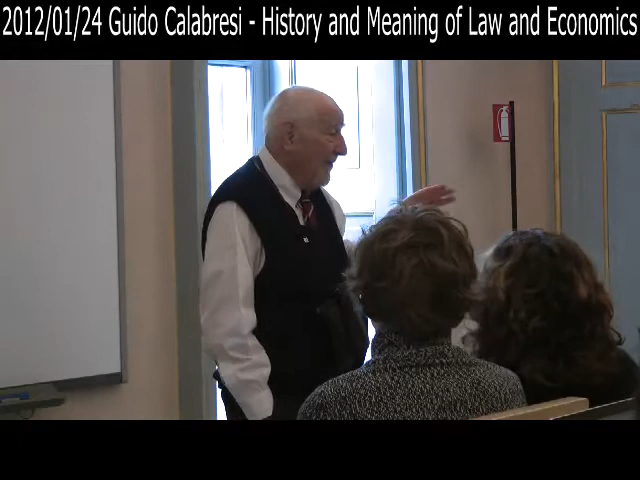 2012/01/24 Guido Calabresi - History and Meaning of Law and Economics